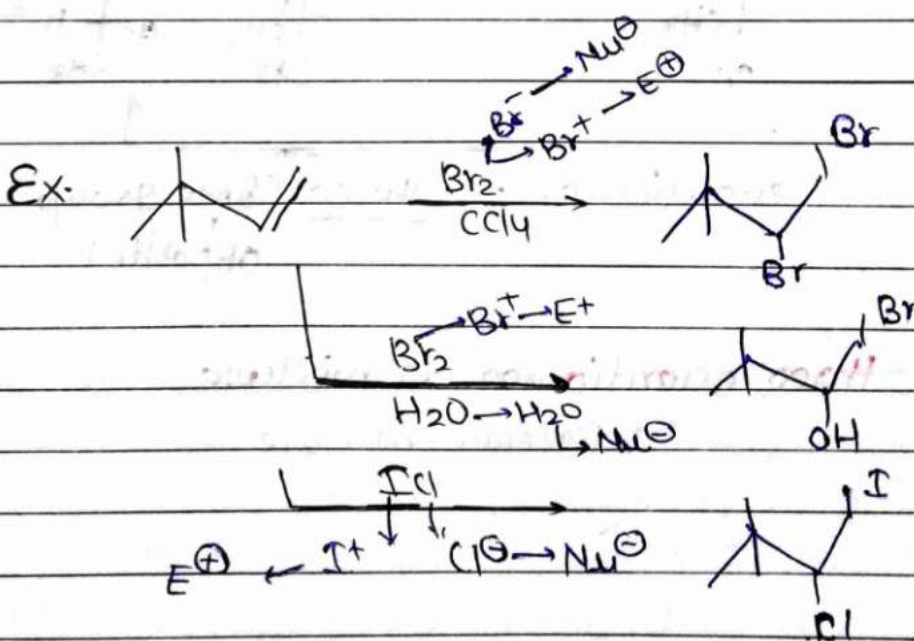 Br⁻ → Nu⊖
Br⁺ → E⊕
Br
Ex.
Br₂
CCl₄
Br
Br₂ → Br⁺ → E⁺
Br
H₂O → H₂O
→ Nu⊖
OH
ICl
I
E⊕ ← I⁺
Cl⊖ → Nu⊖
Cl